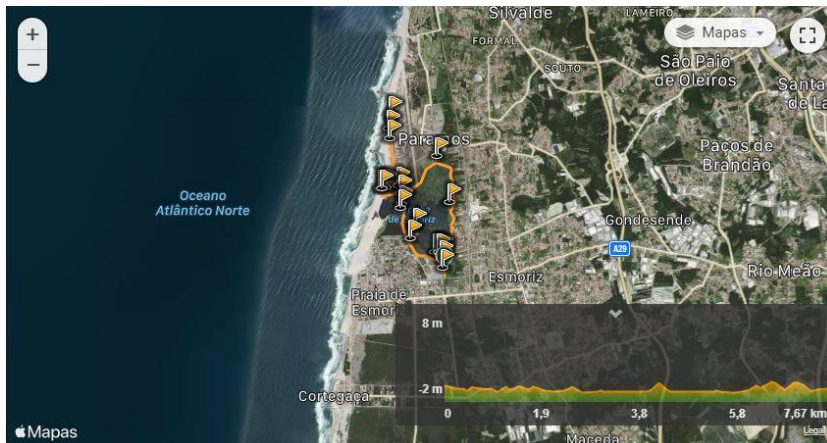 +
−
Silvalde
LAMEIRO
Mapas
FORMAL
SOUTO
São Paio
de Oleiros
Santa
de La
Paramos
Paços de
Brandão
Oceano
Atlântico Norte
Gondesende
A29
Rio Meão
Esmoriz
Praia de
Esmoriz
8 m
-2 m
0 1,9 3,8 5,8 7,67 km
Cortegaça
Legal
Maceda
Mapas